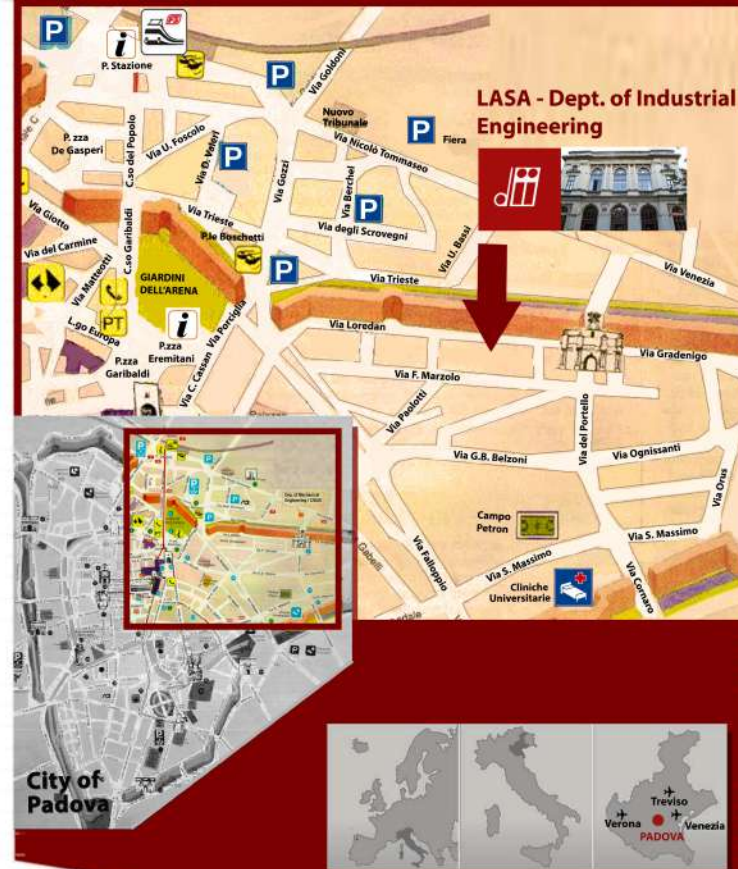 FS
P
P. Stazione
i
P
Via Goldoni
LASA - Dept. of Industrial
Engineering
Nuovo
Tribunale
P
Fiera
P. zza
De Gasperi
C.so del Popolo
Via U. Foscolo
Via D. Valeri
P
Via Gozzi
Via Nicolò Tommaseo
Via Berchel
P
dii
Via Giotto
Via Trieste
Via degli Scrovegni
Via U. Bassi
Via del Carmine
C.so Garibaldi
P.le Boschetti
P
Via Trieste
Via Venezia
Via Matteotti
GIARDINI
DELL'ARENA
PT
i
Via Porciglia
Via Loredan
L.go Europa
P.zza
Eremitani
Via Gradenigo
P.zza
Garibaldi
Via C. Cassan
Via F. Marzolo
Via Paolotti
Via del Portello
Via G.B. Belzoni
Via Ognissanti
Via Orus
Campo
Petron
Gabelli
Via Falloppio
Via S. Massimo
Via S. Massimo
Cliniche
Universitarie
Via Cornaro
City of
Padova
Treviso
Verona
Venezia
PADOVA